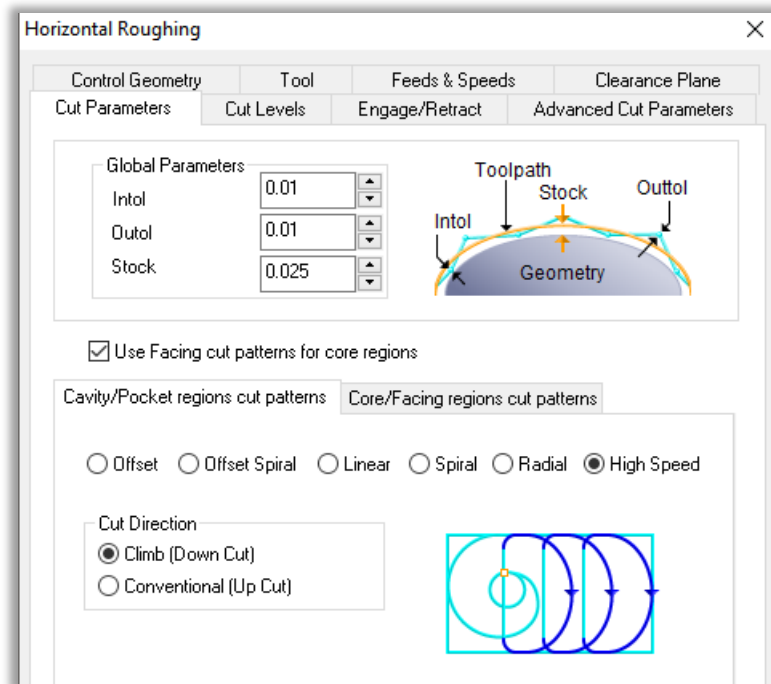 Horizontal Roughing
Control Geometry Tool Feeds & Speeds Clearance Plane
Cut Parameters Cut Levels Engage/Retract Advanced Cut Parameters
Global Parameters
Intol 0.01
Outol 0.01
Stock 0.025
Toolpath
Stock
Outtol
Intol
Geometry
Use Facing cut patterns for core regions
Cavity/Pocket regions cut patterns Core/Facing regions cut patterns
Offset Offset Spiral Linear Spiral Radial High Speed
Cut Direction
Climb (Down Cut)
Conventional (Up Cut)